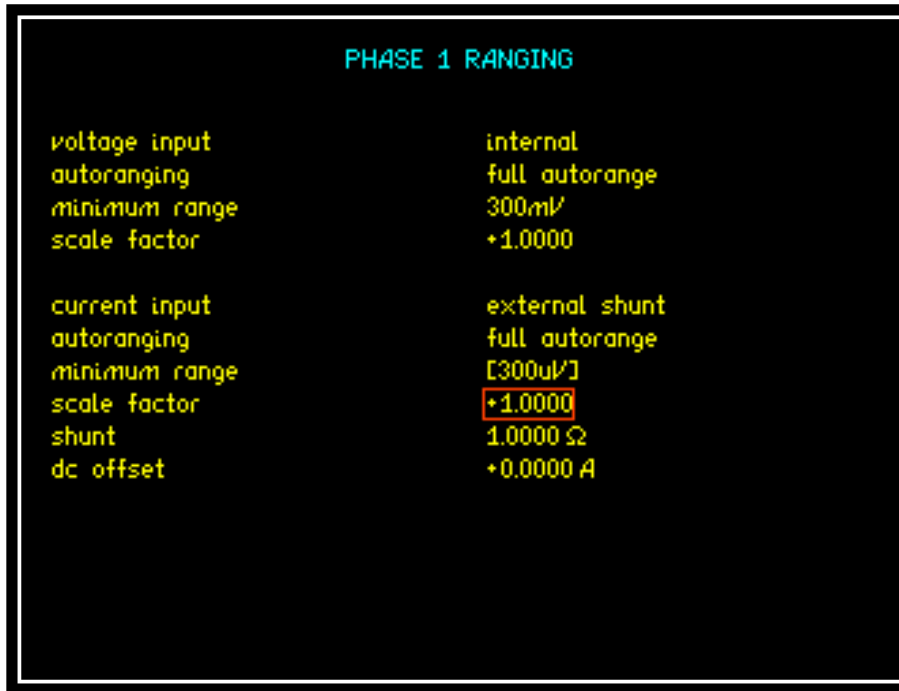 PHASE 1 RANGING
voltage input internal
autoranging full autorange
minimum range 300mV
scale factor +1.0000
current input external shunt
autoranging full autorange
minimum range [300uV]
scale factor +1.0000
shunt 1.0000 Ω
dc offset +0.0000 A